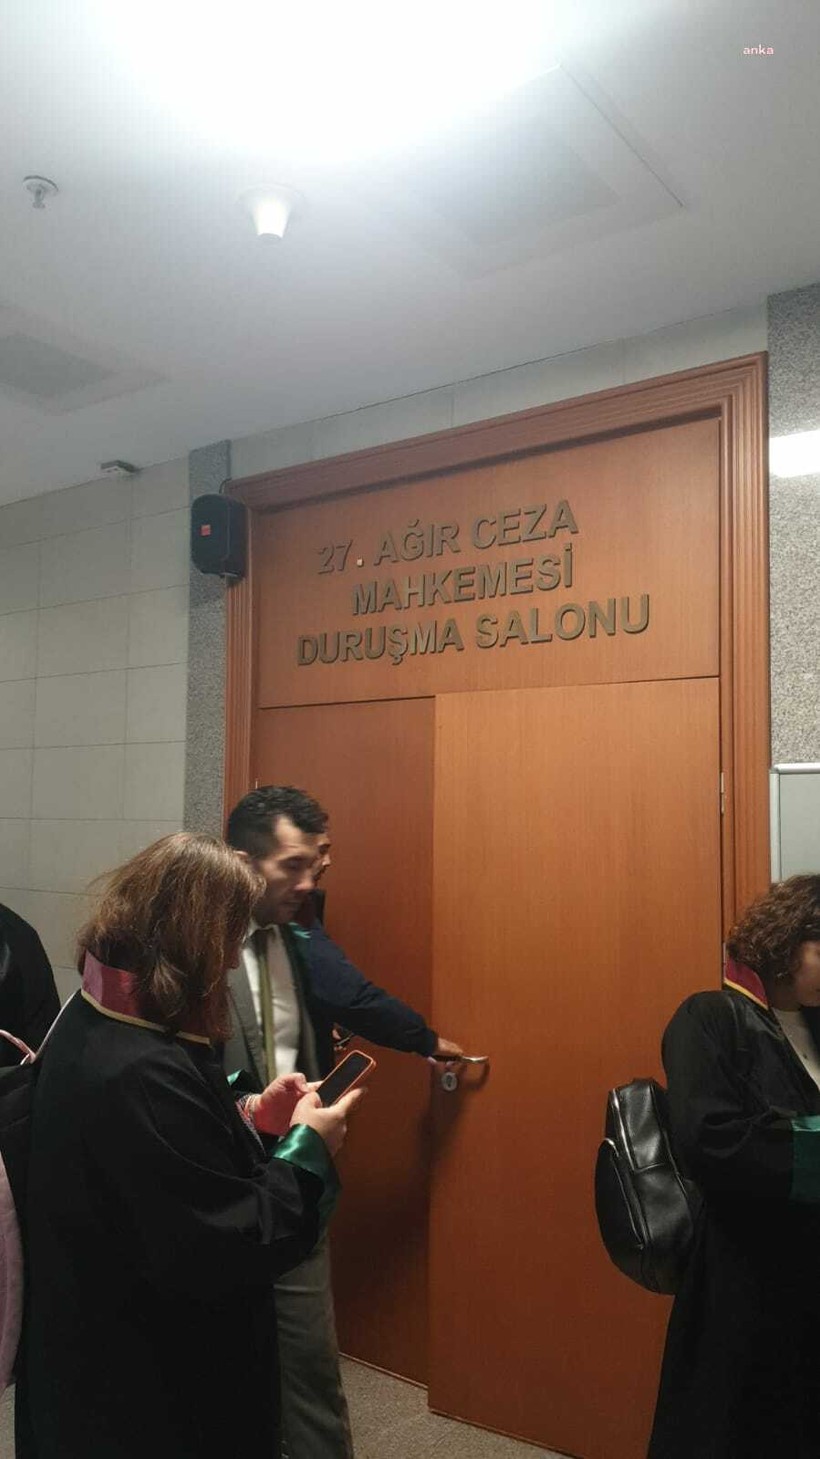 anka
27. AĞIR CEZA
MAHKEMESİ
DURUŞMA SALONU